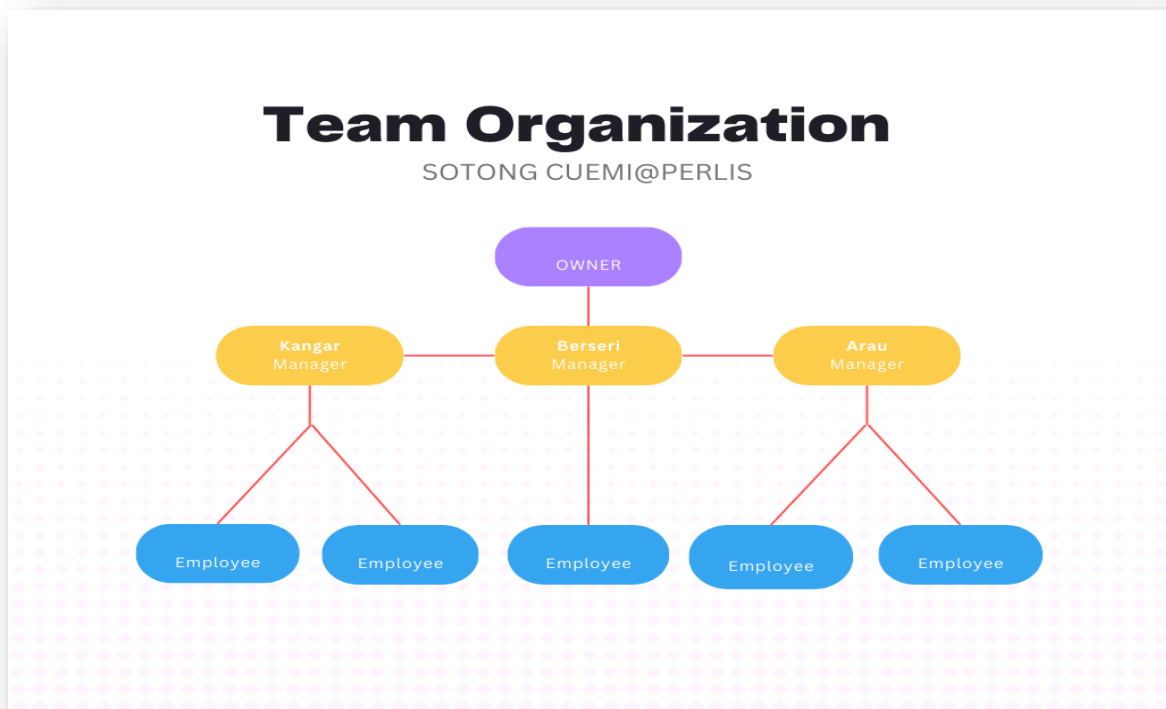 Team Organization
SOTONG CUEMI@PERLIS
OWNER
Kangar
Manager
Berseri
Manager
Arau
Manager
Employee
Employee
Employee
Employee
Employee